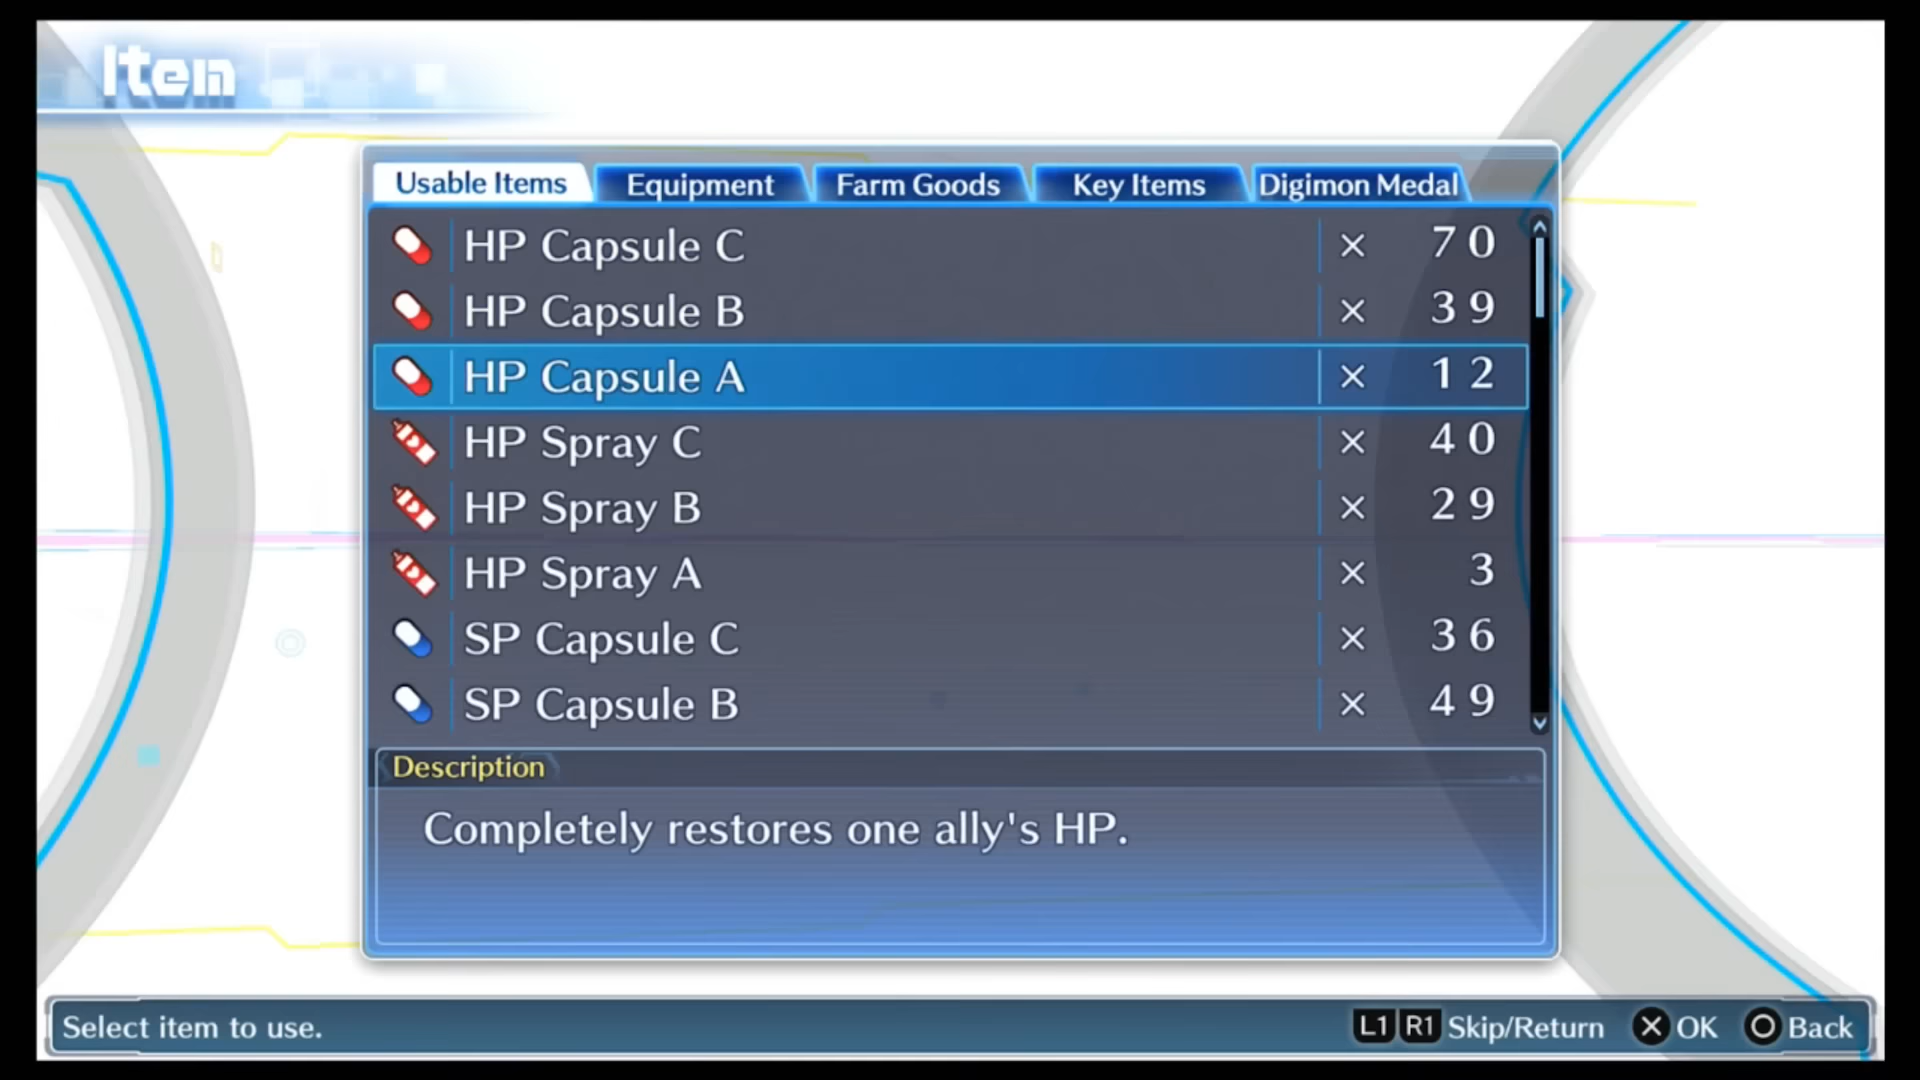 Item
Usable Items Equipment Farm Goods Key Items Digimon Medal
HP Capsule C × 70
HP Capsule B × 39
HP Capsule A × 12
HP Spray C × 40
HP Spray B × 29
HP Spray A × 3
SP Capsule C × 36
SP Capsule B × 49
Description
Completely restores one ally's HP.
Select item to use. L1 R1 Skip/Return OK Back